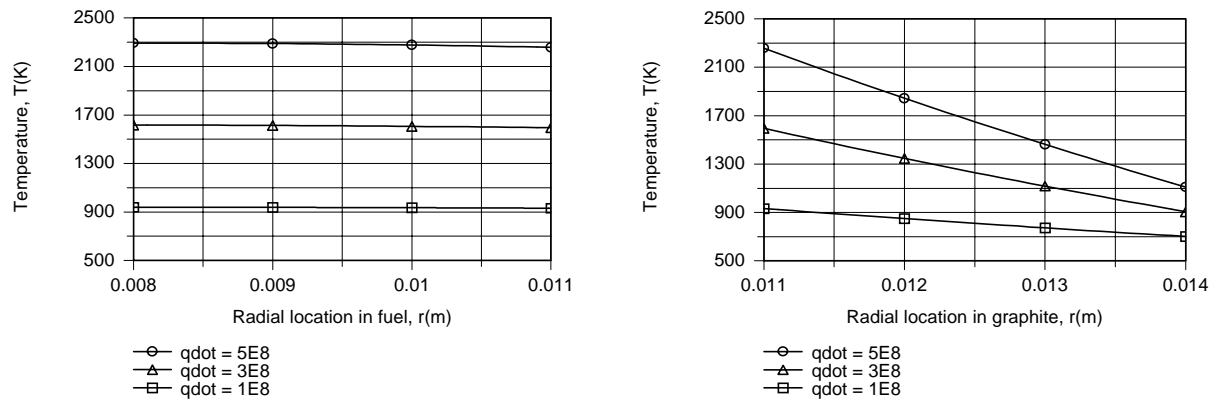 2500
2100
1700
1300
900
500
Temperature, T(K)
0.008
0.009
0.01
0.011
Radial location in fuel, r(m)
qdot = 5E8
qdot = 3E8
qdot = 1E8
2500
2100
1700
1300
900
500
Temperature, T(K)
0.011
0.012
0.013
0.014
Radial location in graphite, r(m)
qdot = 5E8
qdot = 3E8
qdot = 1E8